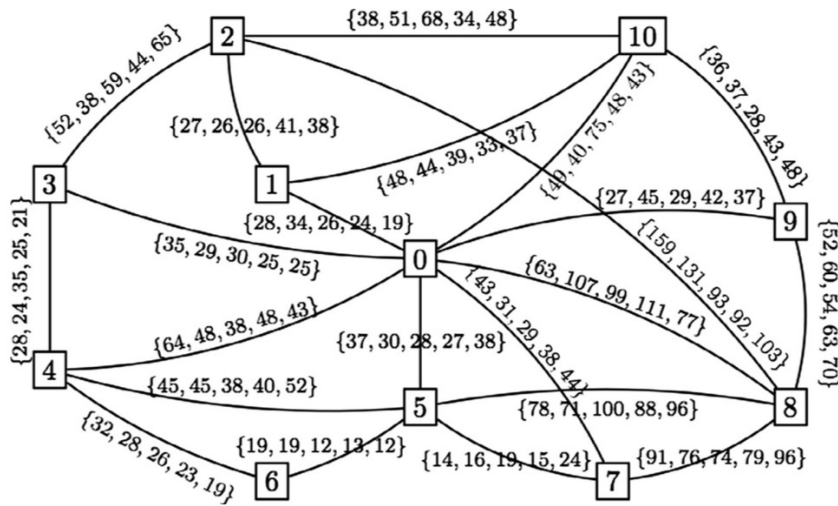 2
{38, 51, 68, 34, 48}
10
{52, 38, 59, 44, 65}
{36, 37, 28, 43, 48}
{27, 26, 26, 41, 38}
{48, 44, 39, 33, 37}
{49, 40, 75, 48, 43}
3
1
{27, 45, 29, 42, 37}
9
{28, 34, 26, 24, 19}
{35, 29, 30, 25, 25}
0
{159, 131, 93, 92, 103}
{52, 60, 54, 63, 70}
{28, 24, 35, 25, 21}
{63, 107, 99, 111, 77}
{43, 31, 29, 38, 44}
{64, 48, 38, 48, 43}
{37, 30, 28, 27, 38}
4
{45, 45, 38, 40, 52}
5
{78, 71, 100, 88, 96}
8
{32, 28, 26, 23, 19}
{19, 19, 12, 13, 12}
{14, 16, 19, 15, 24}
{91, 76, 74, 79, 96}
6
7